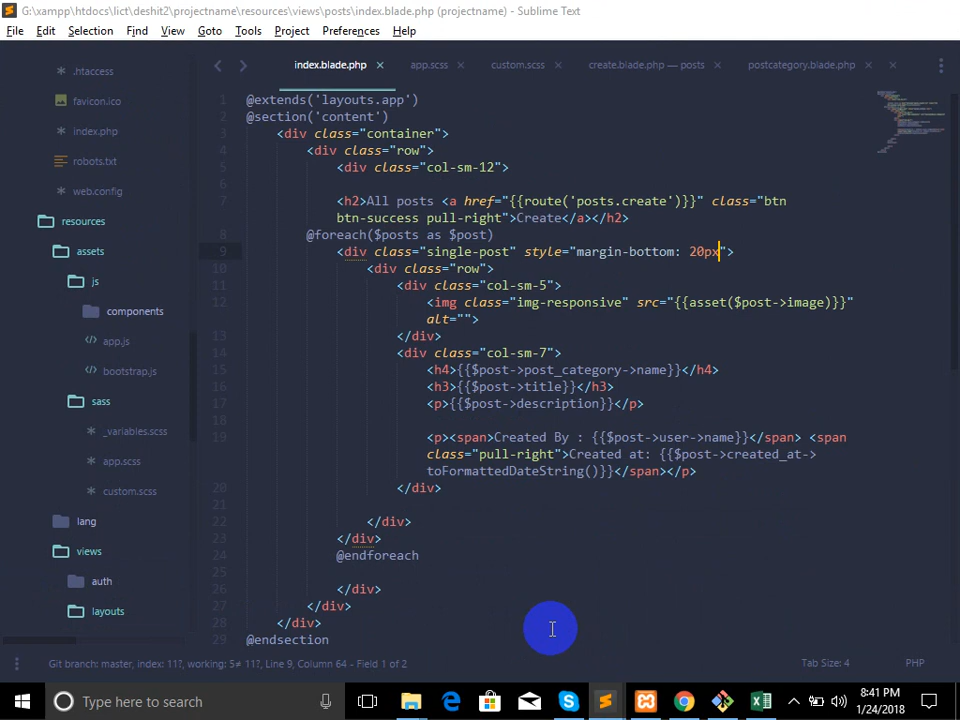 G:\xampp\htdocs\lict\deshit2\projectname\resources\views\posts\index.blade.php (projectname) - Sublime Text
File Edit Selection Find View Goto Tools Project Preferences Help
index.blade.php
app.scss
custom.scss
create.blade.php — posts
postcategory.blade.php
.htaccess
favicon.ico
index.php
robots.txt
web.config
resources
assets
js
components
app.js
bootstrap.js
sass
_variables.scss
app.scss
custom.scss
lang
views
auth
layouts
1 @extends('layouts.app')
2 @section('content')
3 <div class="container">
4 <div class="row">
5 <div class="col-sm-12">
6
7 <h2>All posts <a href="{{route('posts.create')}}" class="btn
btn-success pull-right">Create</a></h2>
8 @foreach($posts as $post)
9 <div class="single-post" style="margin-bottom: 20px">
10 <div class="row">
11 <div class="col-sm-5">
12 <img class="img-responsive" src="{{asset($post->image)}}"
alt="">
13 </div>
14 <div class="col-sm-7">
15 <h4>{{$post->post_category->name}}</h4>
16 <h3>{{$post->title}}</h3>
17 <p>{{$post->description}}</p>
18
19 <p><span>Created By : {{$post->user->name}}</span> <span
class="pull-right">Created at: {{$post->created_at->
toFormattedDateString()}}</span></p>
20 </div>
21
22 </div>
23 </div>
24 @endforeach
25
26 </div>
27 </div>
28 </div>
29 @endsection
Git branch: master, index: 11?, working: 5≠ 11?, Line 9, Column 64 - Field 1 of 2
Tab Size: 4
PHP
Type here to search
8:41 PM
1/24/2018